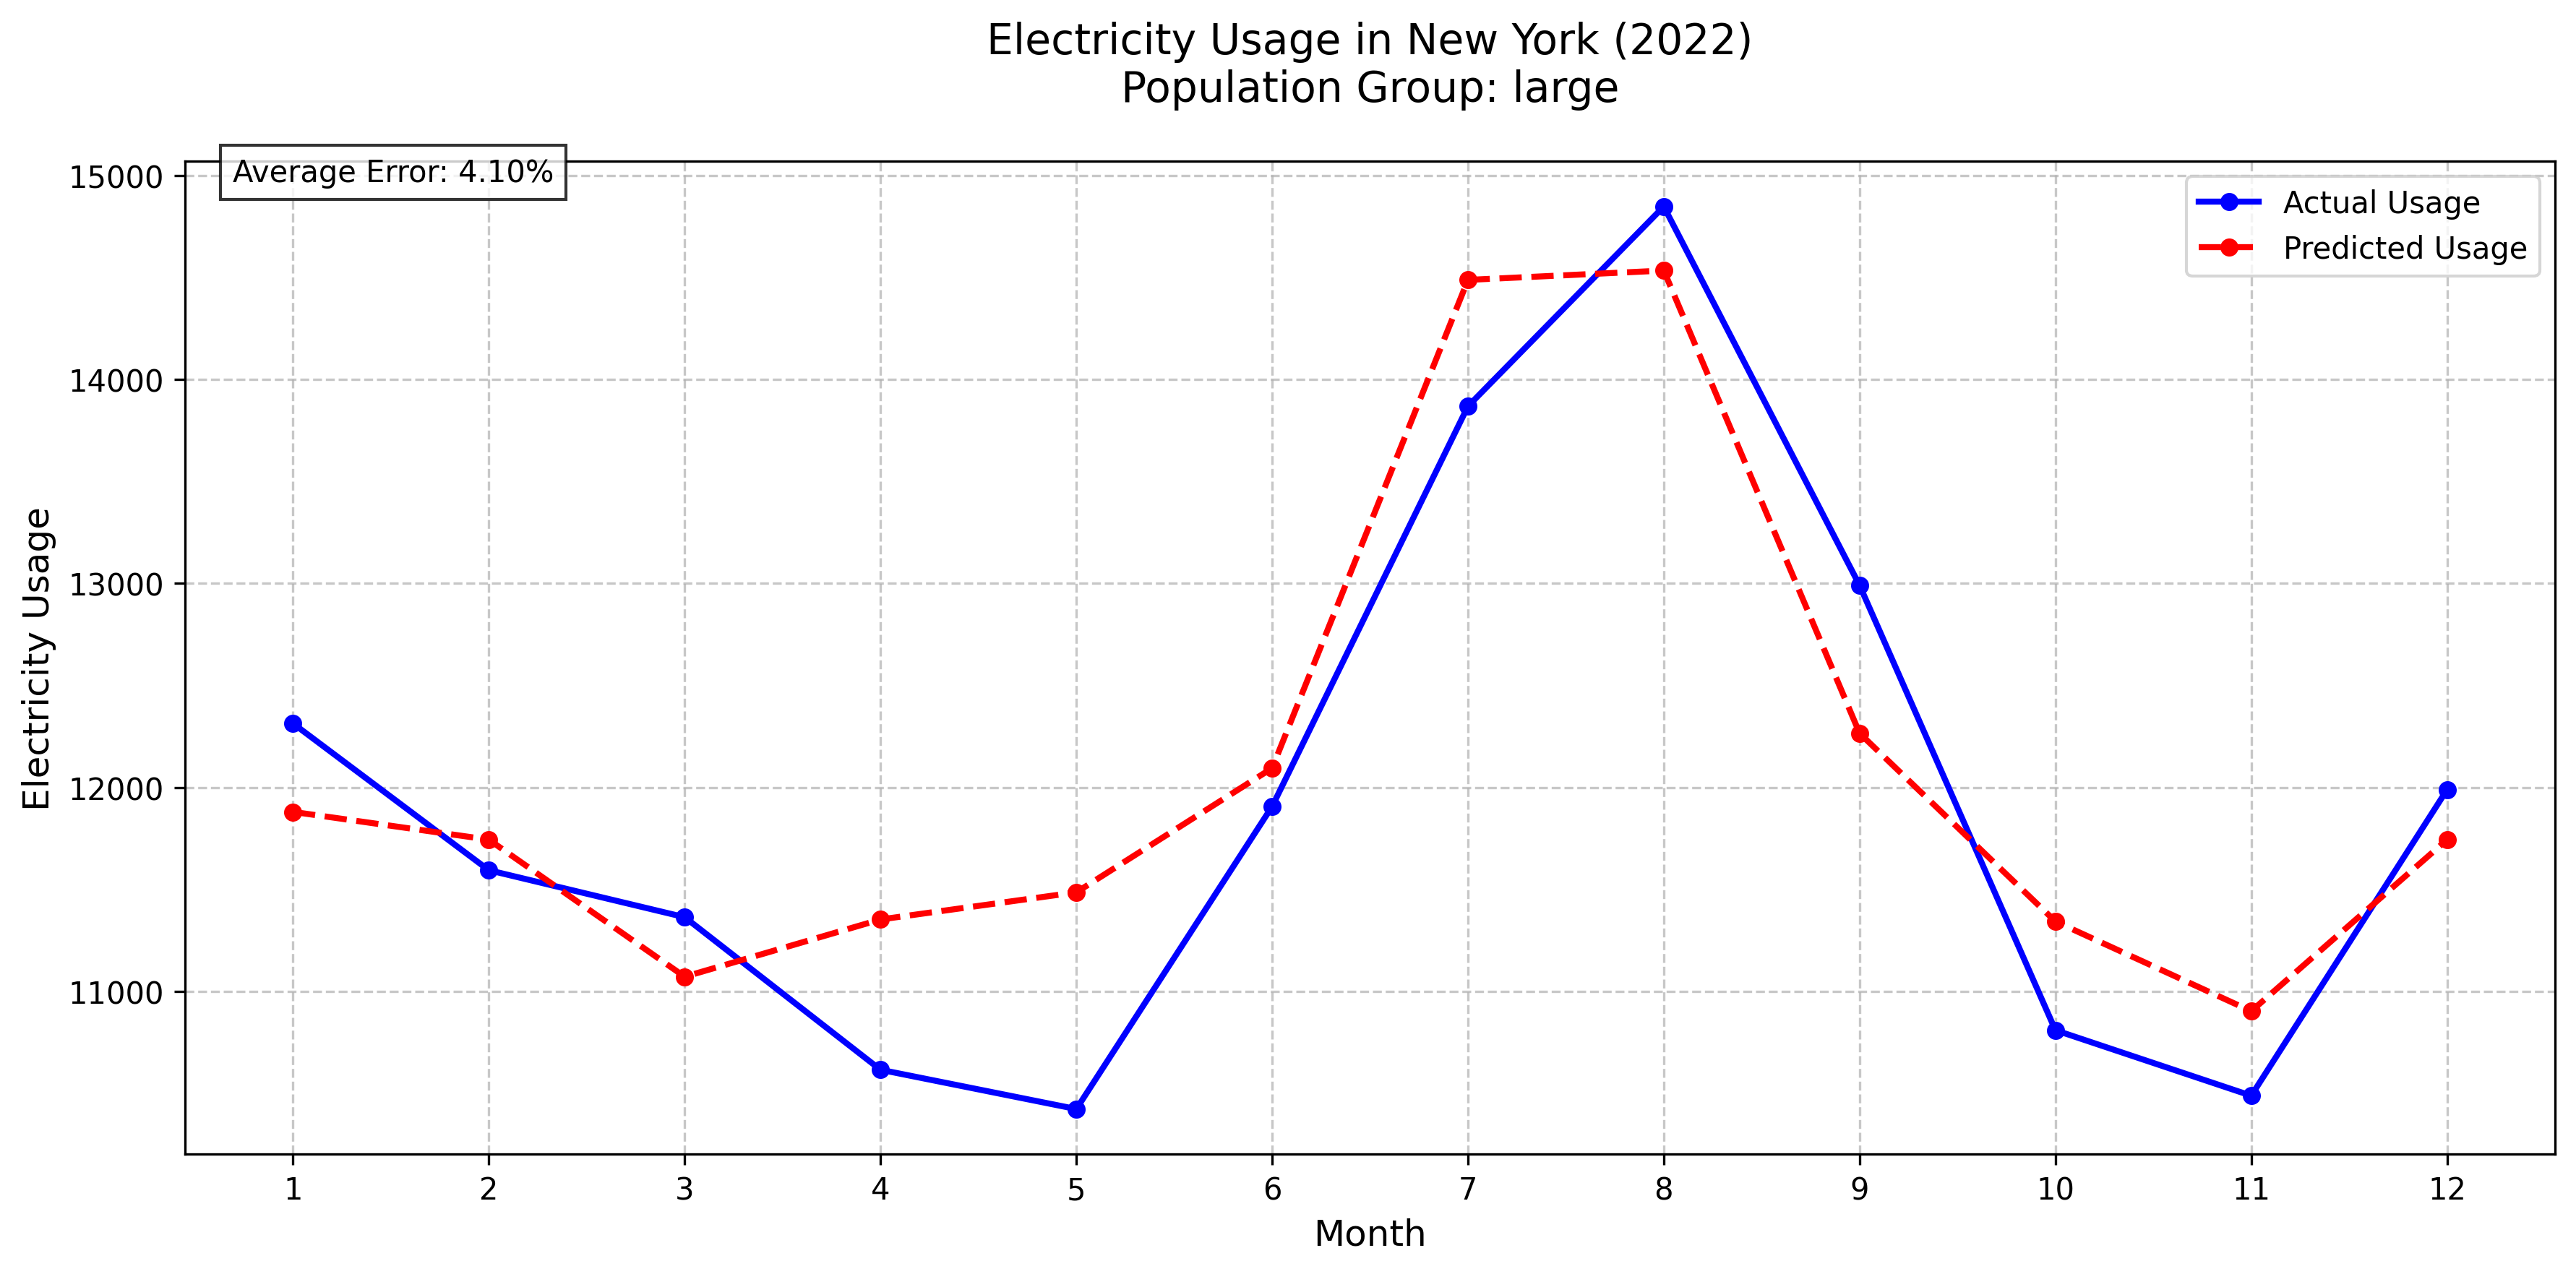 Electricity Usage in New York (2022)
Population Group: large
Average Error: 4.10%
Actual Usage
Predicted Usage
15000
14000
13000
12000
11000
Electricity Usage
1 2 3 4 5 6 7 8 9 10 11 12
Month